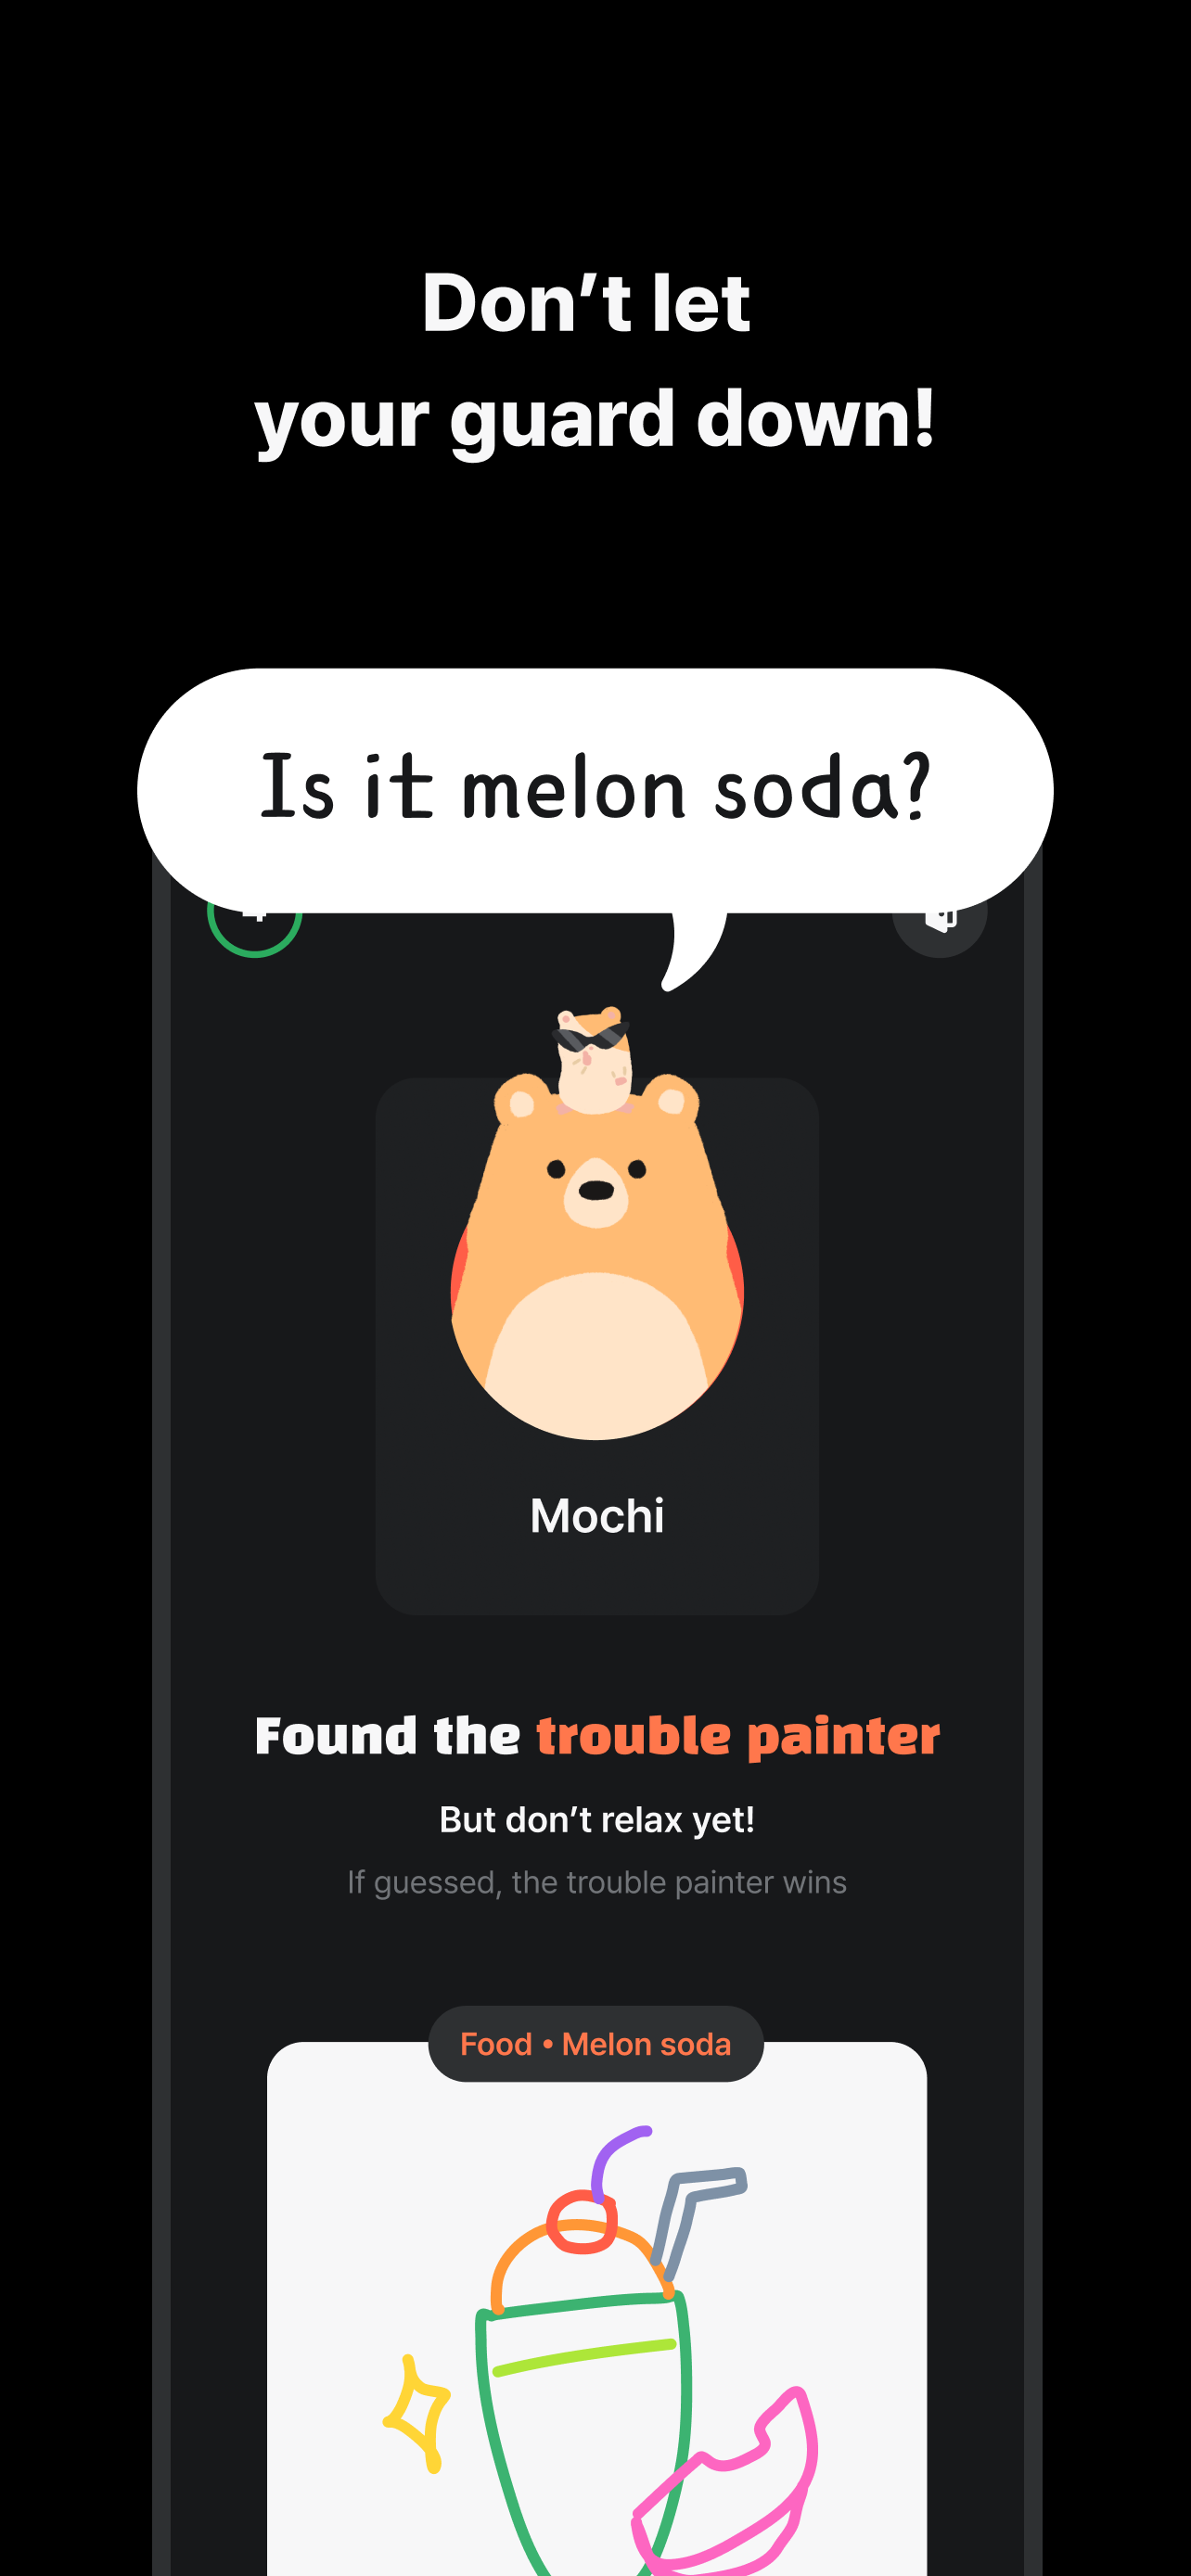 Don’t let
your guard down!
Is it melon soda?
Mochi
Found the trouble painter
But don’t relax yet!
If guessed, the trouble painter wins
Food • Melon soda